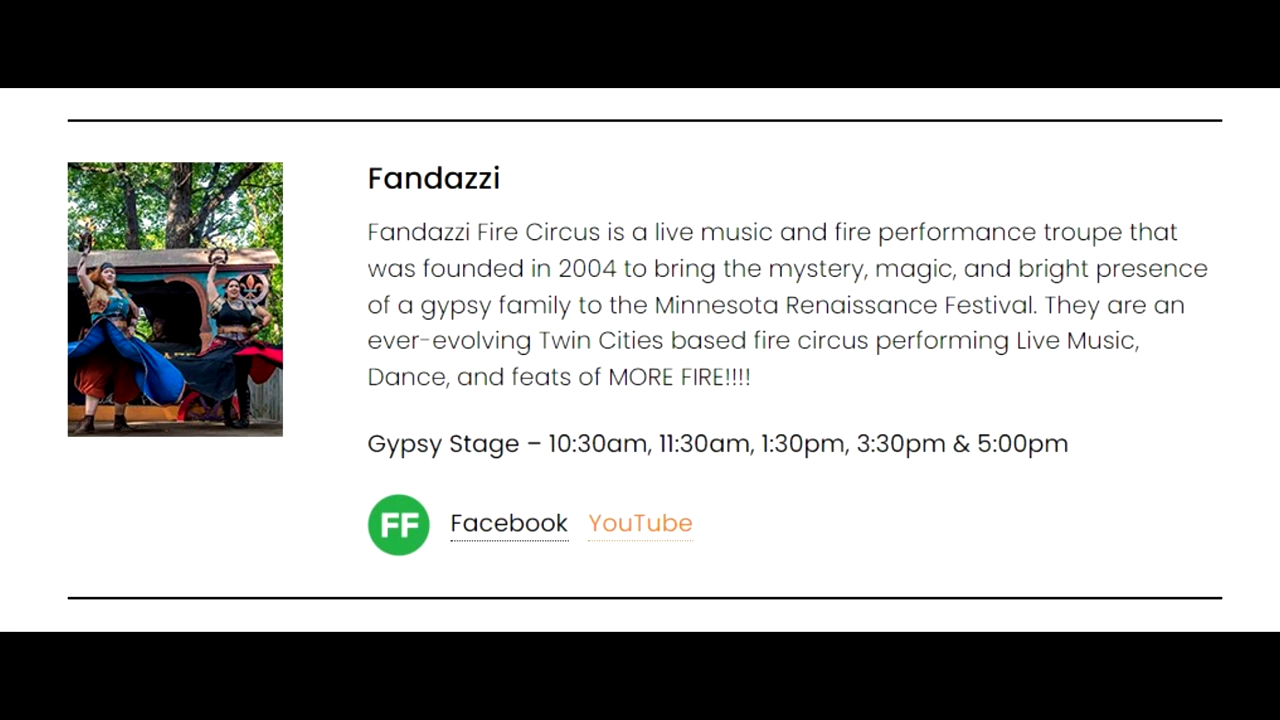 Fandazzi
Fandazzi Fire Circus is a live music and fire performance troupe that
was founded in 2004 to bring the mystery, magic, and bright presence
of a gypsy family to the Minnesota Renaissance Festival. They are an
ever-evolving Twin Cities based fire circus performing Live Music,
Dance, and feats of MORE FIRE!!!!
Gypsy Stage – 10:30am, 11:30am, 1:30pm, 3:30pm & 5:00pm
FF Facebook YouTube